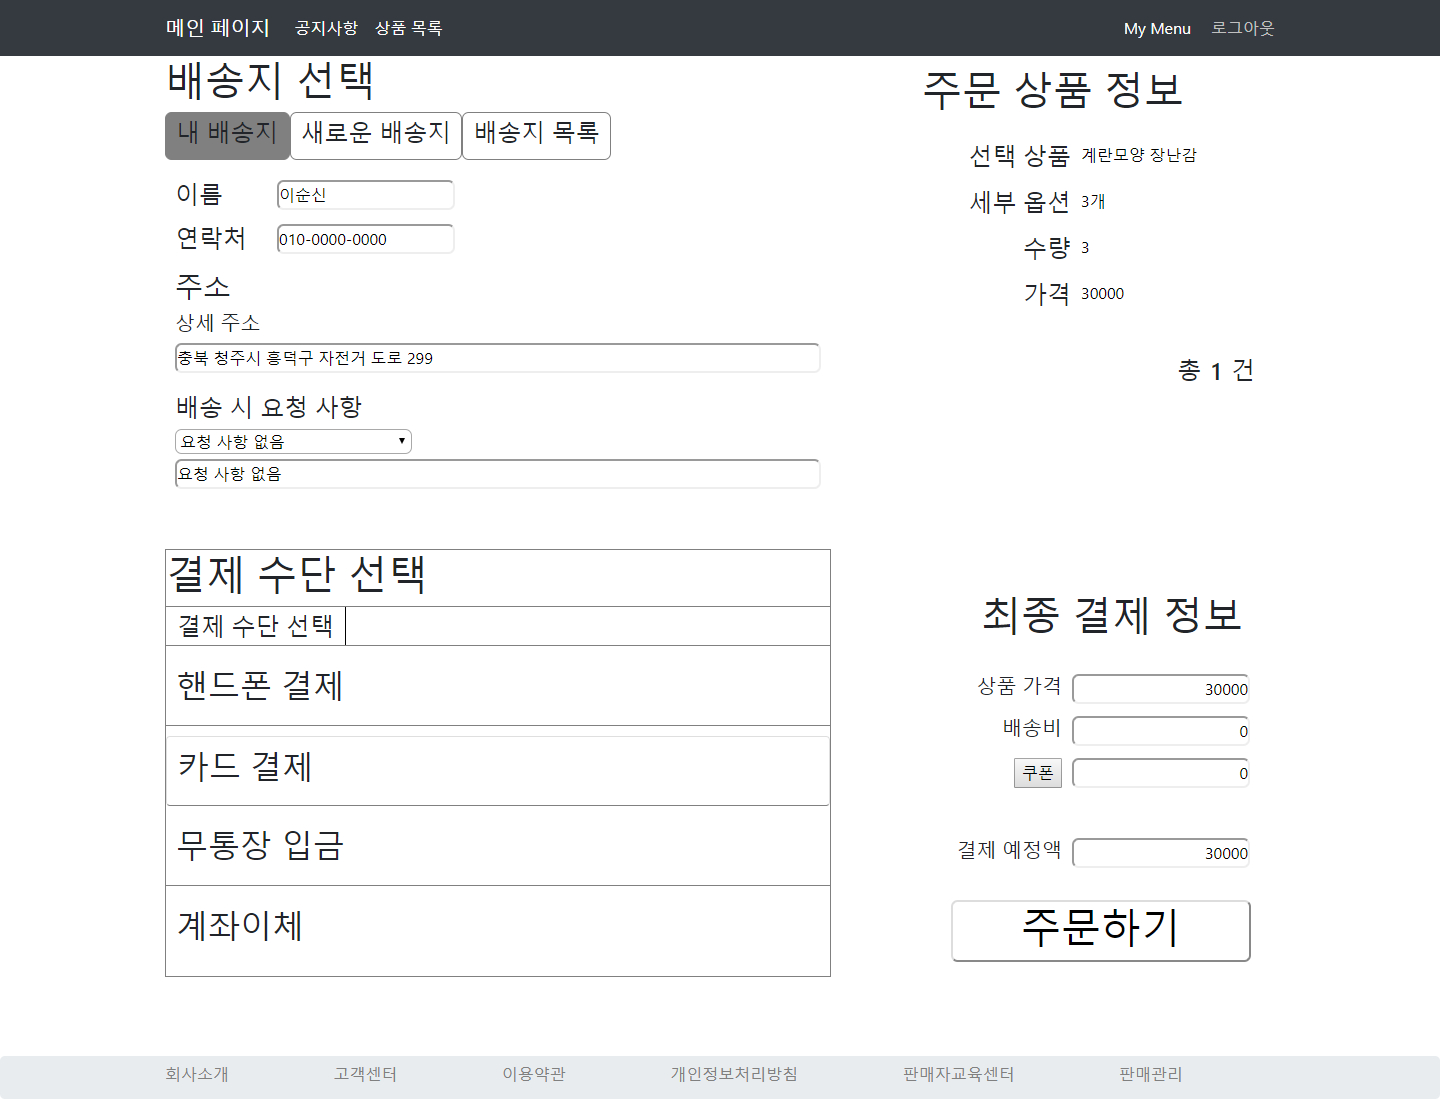 메인 페이지 공지사항 상품 목록 My Menu 로그아웃
배송지 선택
내 배송지 새로운 배송지 배송지 목록
이름 이순신
연락처 010-0000-0000
주소
상세 주소
충북 청주시 흥덕구 자전거 도로 299
배송 시 요청 사항
요청 사항 없음
요청 사항 없음
주문 상품 정보
선택 상품 계란모양 장난감
세부 옵션 3개
수량 3
가격 30000
총 1 건
결제 수단 선택
결제 수단 선택
핸드폰 결제
카드 결제
무통장 입금
계좌이체
최종 결제 정보
상품 가격 30000
배송비 0
쿠폰 0
결제 예정액 30000
주문하기
회사소개 고객센터 이용약관 개인정보처리방침 판매자교육센터 판매관리